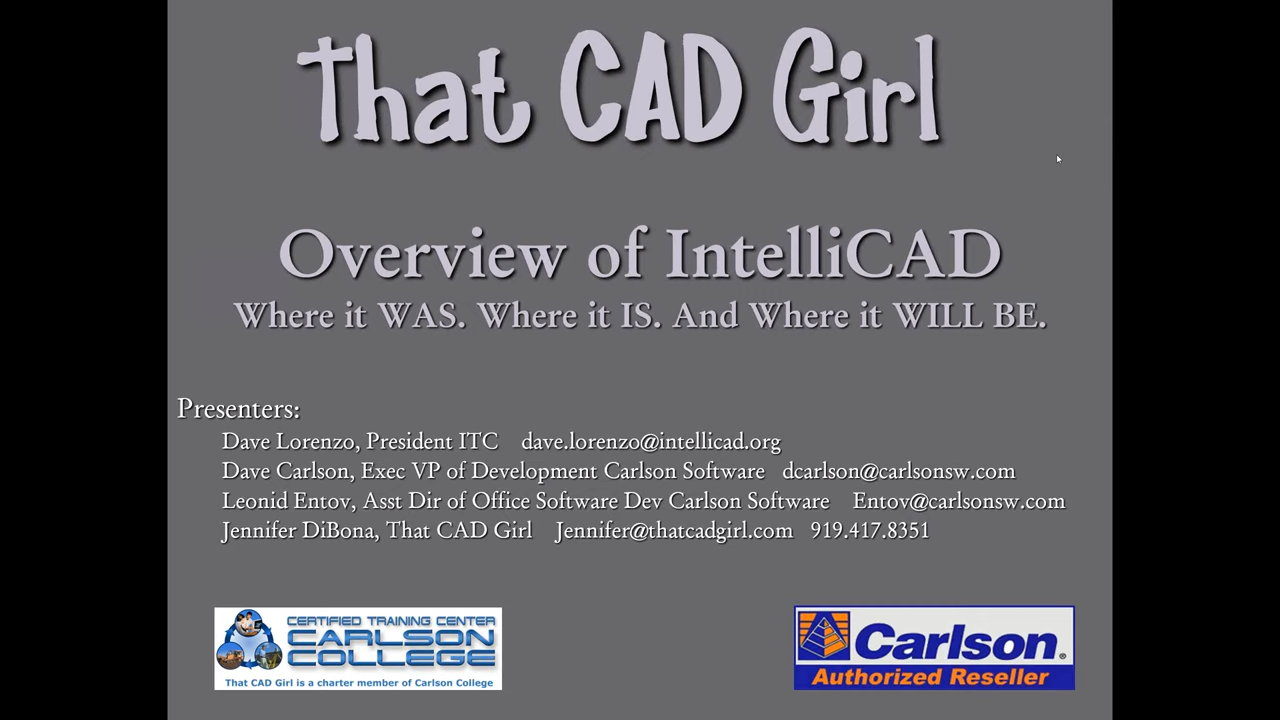 That CAD Girl
Overview of IntelliCAD
Where it WAS. Where it IS. And Where it WILL BE.
Presenters:
Dave Lorenzo, President ITC dave.lorenzo@intellicad.org
Dave Carlson, Exec VP of Development Carlson Software dcarlson@carlsonsw.com
Leonid Entov, Asst Dir of Office Software Dev Carlson Software Entov@carlsonsw.com
Jennifer DiBona, That CAD Girl Jennifer@thatcadgirl.com 919.417.8351
CERTIFIED TRAINING CENTER
CARLSON
COLLEGE
That CAD Girl is a charter member of Carlson College
Carlson®
Authorized Reseller